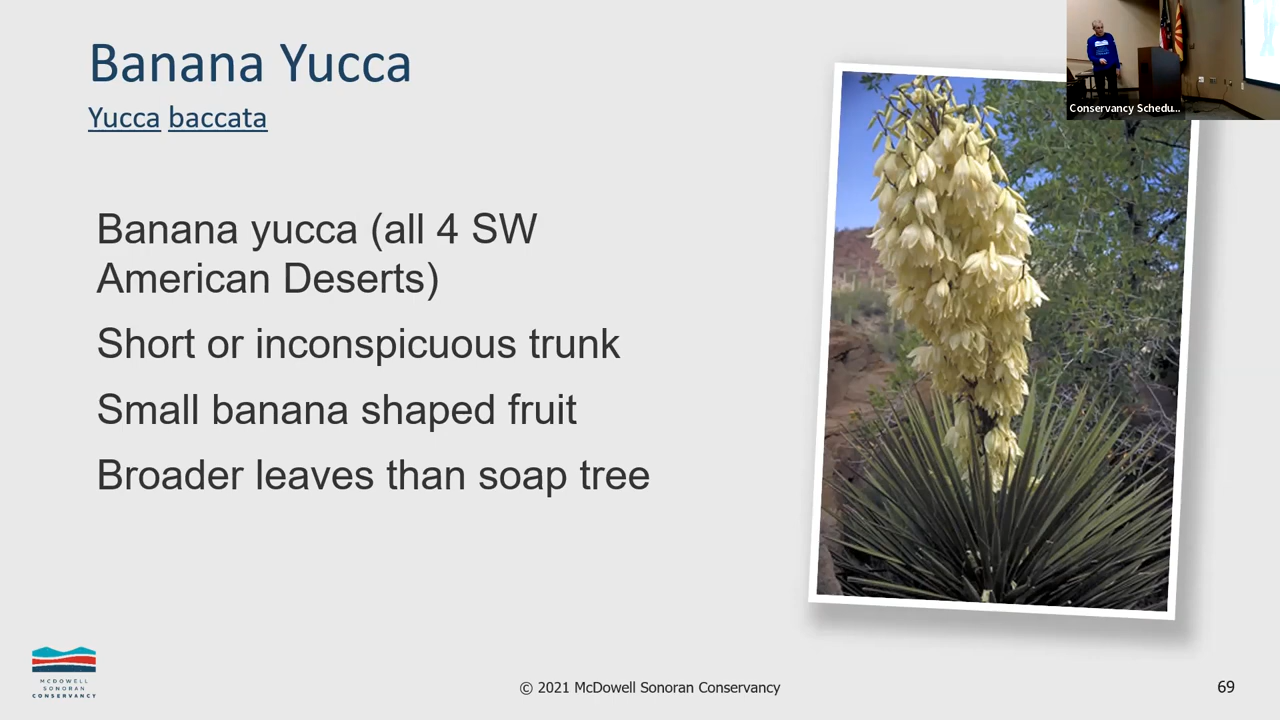 Banana Yucca
Yucca baccata
Conservancy Schedu...
Banana yucca (all 4 SW
American Deserts)
Short or inconspicuous trunk
Small banana shaped fruit
Broader leaves than soap tree
MCDOWELL
SONORAN
CONSERVANCY
© 2021 McDowell Sonoran Conservancy
69